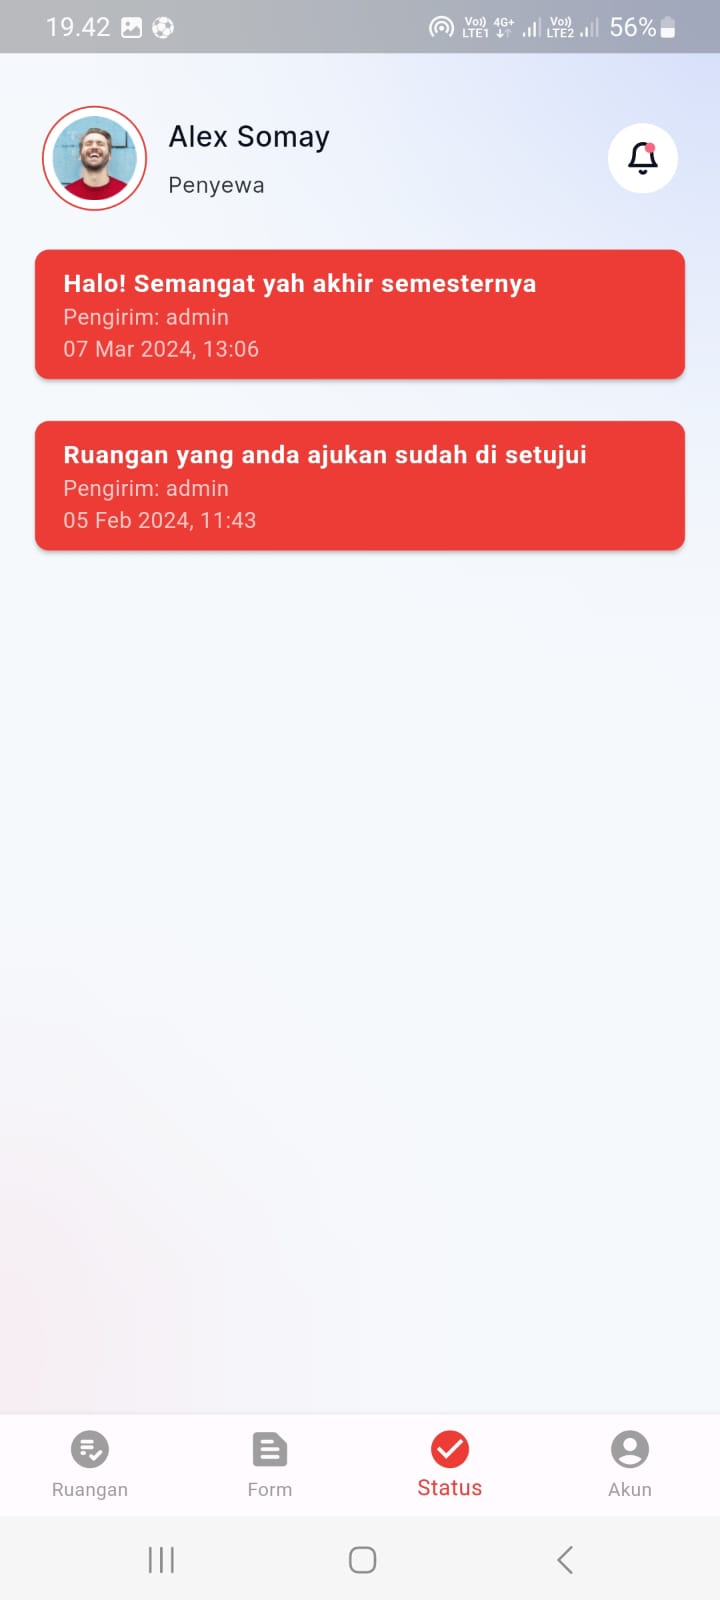 19.42
Vo)) LTE1 4G+ Vo)) LTE2 56%
Alex Somay
Penyewa
Halo! Semangat yah akhir semesternya
Pengirim: admin
07 Mar 2024, 13:06
Ruangan yang anda ajukan sudah di setujui
Pengirim: admin
05 Feb 2024, 11:43
Ruangan
Form
Status
Akun